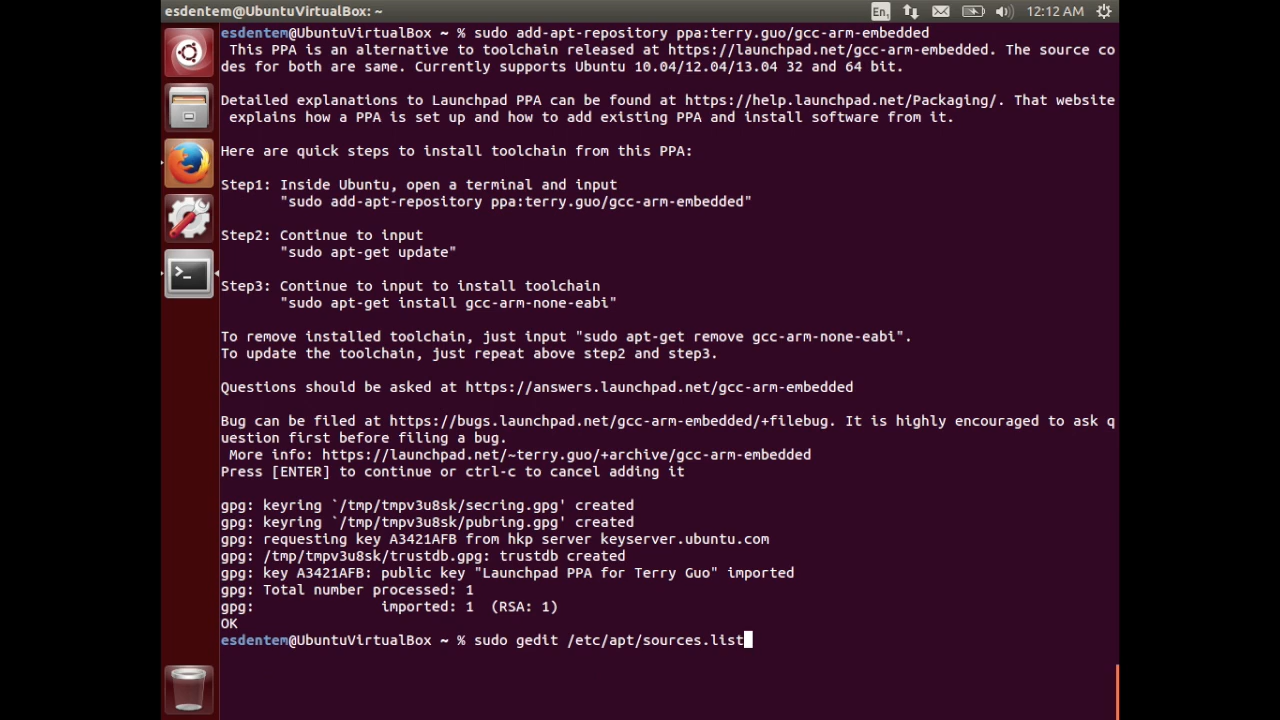 esdentem@UbuntuVirtualBox: ~
En
12:12 AM
esdentem@UbuntuVirtualBox ~ % sudo add-apt-repository ppa:terry.guo/gcc-arm-embedded
This PPA is an alternative to toolchain released at https://launchpad.net/gcc-arm-embedded. The source co
des for both are same. Currently supports Ubuntu 10.04/12.04/13.04 32 and 64 bit.
Detailed explanations to Launchpad PPA can be found at https://help.launchpad.net/Packaging/. That website
explains how a PPA is set up and how to add existing PPA and install software from it.
Here are quick steps to install toolchain from this PPA:
Step1: Inside Ubuntu, open a terminal and input
"sudo add-apt-repository ppa:terry.guo/gcc-arm-embedded"
Step2: Continue to input
"sudo apt-get update"
Step3: Continue to input to install toolchain
"sudo apt-get install gcc-arm-none-eabi"
To remove installed toolchain, just input "sudo apt-get remove gcc-arm-none-eabi".
To update the toolchain, just repeat above step2 and step3.
Questions should be asked at https://answers.launchpad.net/gcc-arm-embedded
Bug can be filed at https://bugs.launchpad.net/gcc-arm-embedded/+filebug. It is highly encouraged to ask q
uestion first before filing a bug.
More info: https://launchpad.net/~terry.guo/+archive/gcc-arm-embedded
Press [ENTER] to continue or ctrl-c to cancel adding it
gpg: keyring `/tmp/tmpv3u8sk/secring.gpg' created
gpg: keyring `/tmp/tmpv3u8sk/pubring.gpg' created
gpg: requesting key A3421AFB from hkp server keyserver.ubuntu.com
gpg: /tmp/tmpv3u8sk/trustdb.gpg: trustdb created
gpg: key A3421AFB: public key "Launchpad PPA for Terry Guo" imported
gpg: Total number processed: 1
gpg:               imported: 1  (RSA: 1)
OK
esdentem@UbuntuVirtualBox ~ % sudo gedit /etc/apt/sources.list